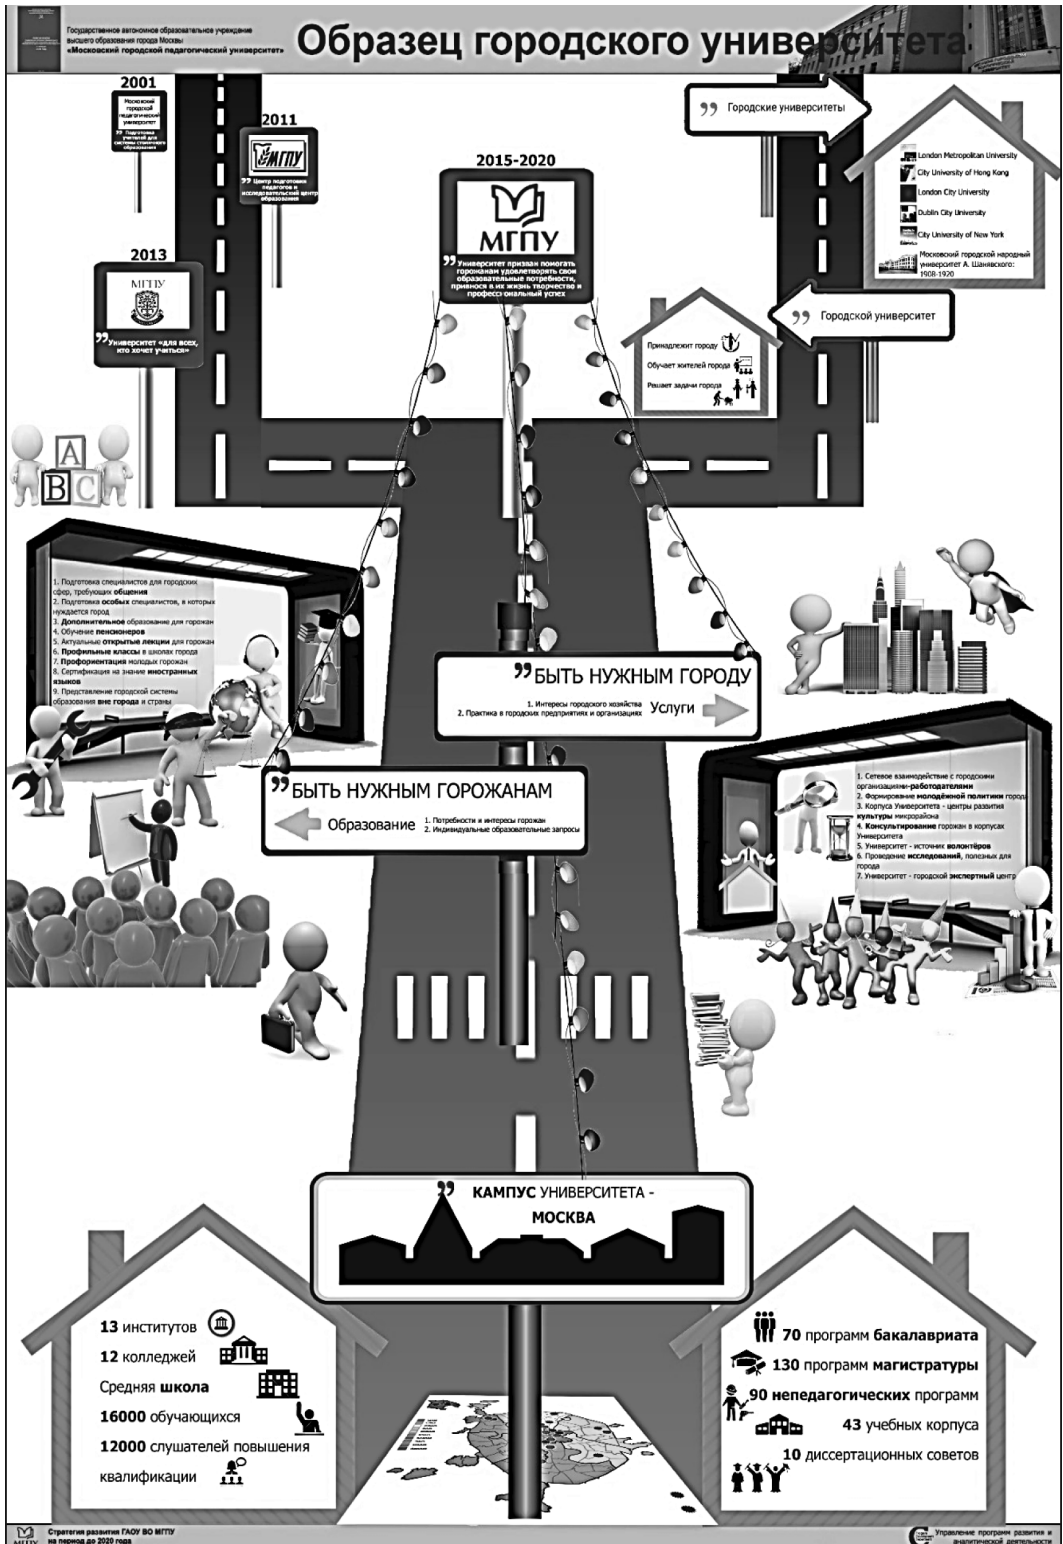 Государственное автономное образовательное учреждение
высшего образования города Москвы
«Московский городской педагогический университет»
Образец городского университета
2001
Московский
городской
педагогический
университет
Подготовка
учителей для
системы столичного
образования
2011
МГПУ
Центр подготовки
педагогов и
исследовательский центр
образования
2013
МГПУ
Университет «для всех,
кто хочет учиться»
2015-2020
МГПУ
Университет призван помогать
горожанам удовлетворять свои
образовательные потребности,
привнося в их жизнь творчество и
профессиональный успех
Городские университеты
London Metropolitan University
City University of Hong Kong
London City University
Dublin City University
City University of New York
Московский городской народный
университет А. Шанявского:
1908-1920
Городской университет
Принадлежит городу
Обучает жителей города
Решает задачи города
A
B C
1. Подготовка специалистов для городских
сфер, требующих общения
2. Подготовка особых специалистов, в которых
нуждается город
3. Дополнительное образование для горожан
4. Обучение пенсионеров
5. Актуальные открытые лекции для горожан
6. Профильные классы в школах города
7. Профориентация молодых горожан
8. Сертификация на знание иностранных
языков
9. Представление городской системы
образования вне города и страны
БЫТЬ НУЖНЫМ ГОРОДУ
1. Интересы городского хозяйства
2. Практика в городских предприятиях и организациях
Услуги
БЫТЬ НУЖНЫМ ГОРОЖАНАМ
Образование
1. Потребности и интересы горожан
2. Индивидуальные образовательные запросы
1. Сетевое взаимодействие с городскими
организациями-работодателями
2. Формирование молодёжной политики города
3. Корпуса Университета - центры развития
культуры микрорайона
4. Консультирование горожан в корпусах
Университета
5. Университет - источник волонтёров
6. Проведение исследований, полезных для
города
7. Университет - городской экспертный центр
КАМПУС УНИВЕРСИТЕТА -
МОСКВА
13 институтов
12 колледжей
Средняя школа
16000 обучающихся
12000 слушателей повышения
квалификации
70 программ бакалавриата
130 программ магистратуры
90 непедагогических программ
43 учебных корпуса
10 диссертационных советов
МГПУ
Стратегия развития ГАОУ ВО МГПУ
на период до 2020 года
Управление программ развития и
аналитической деятельности